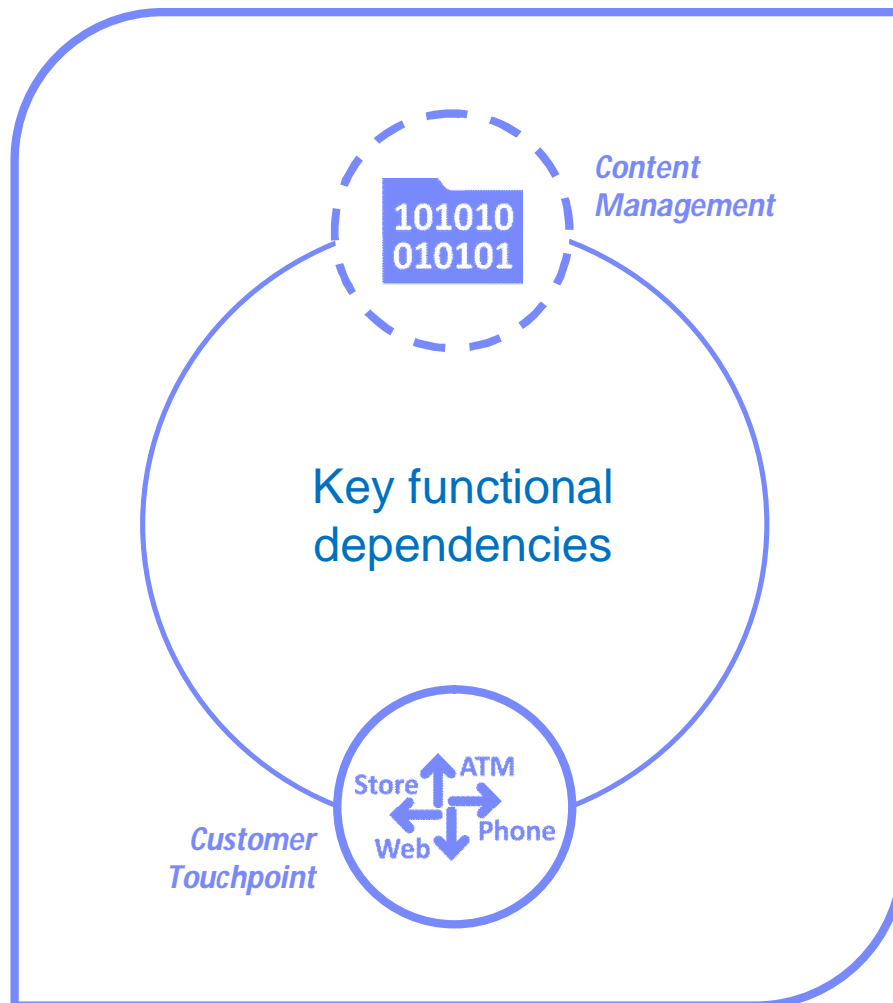 Content
Management
101010
010101
Key functional
dependencies
ATM
Store
Phone
Web
Customer
Touchpoint